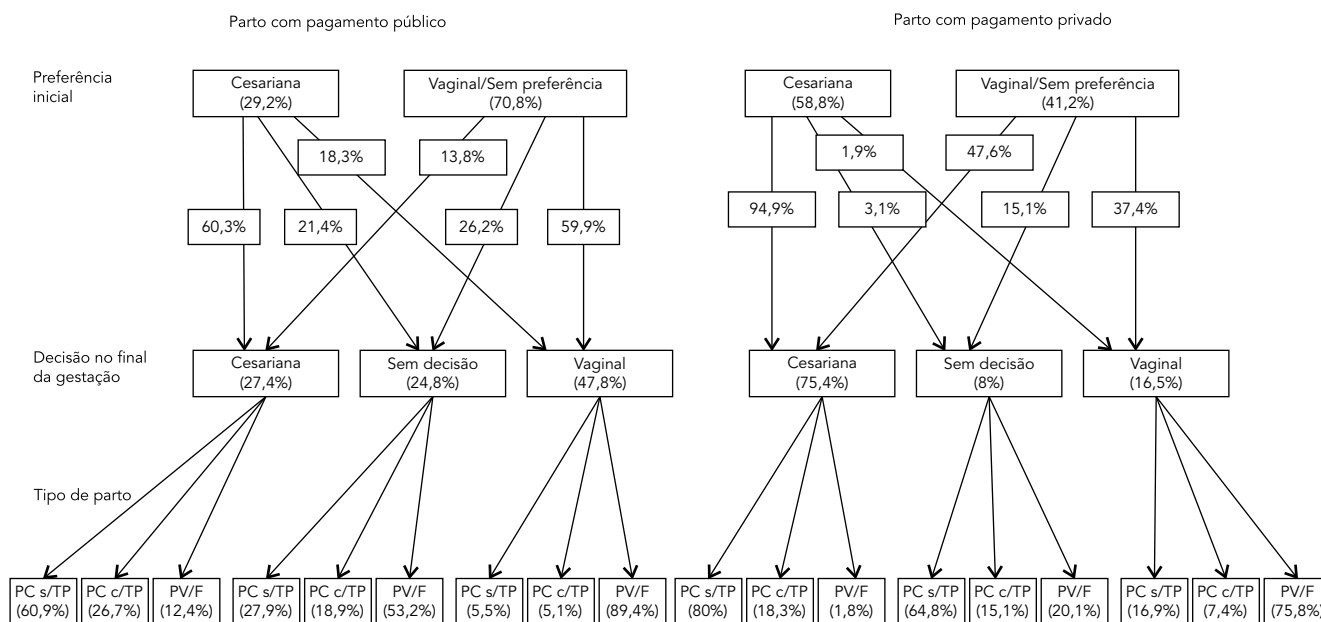 Parto com pagamento público
Parto com pagamento privado
Preferência
inicial
Cesariana
(29,2%)
Vaginal/Sem preferência
(70,8%)
Cesariana
(58,8%)
Vaginal/Sem preferência
(41,2%)
18,3%
13,8%
1,9%
47,6%
60,3%
21,4%
26,2%
59,9%
94,9%
3,1%
15,1%
37,4%
Decisão no final
da gestação
Cesariana
(27,4%)
Sem decisão
(24,8%)
Vaginal
(47,8%)
Cesariana
(75,4%)
Sem decisão
(8%)
Vaginal
(16,5%)
Tipo de parto
PC s/TP
(60,9%)
PC c/TP
(26,7%)
PV/F
(12,4%)
PC s/TP
(27,9%)
PC c/TP
(18,9%)
PV/F
(53,2%)
PC s/TP
(5,5%)
PC c/TP
(5,1%)
PV/F
(89,4%)
PC s/TP
(80%)
PC c/TP
(18,3%)
PV/F
(1,8%)
PC s/TP
(64,8%)
PC c/TP
(15,1%)
PV/F
(20,1%)
PC s/TP
(16,9%)
PC c/TP
(7,4%)
PV/F
(75,8%)